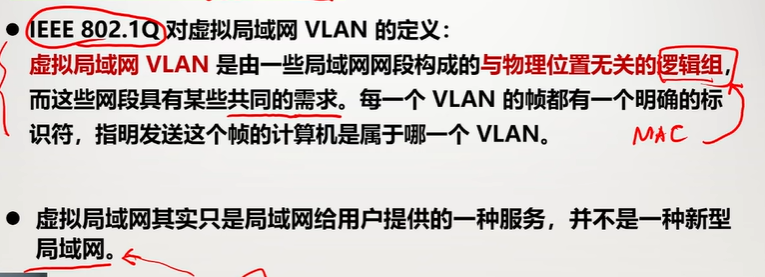 ● IEEE 802.1Q 对虚拟局域网 VLAN 的定义：
虚拟局域网 VLAN 是由一些局域网网段构成的与物理位置无关的逻辑组，
而这些网段具有某些共同的需求。每一个 VLAN 的帧都有一个明确的标
识符，指明发送这个帧的计算机是属于哪一个 VLAN。
MAC
● 虚拟局域网其实只是局域网给用户提供的一种服务，并不是一种新型
局域网。